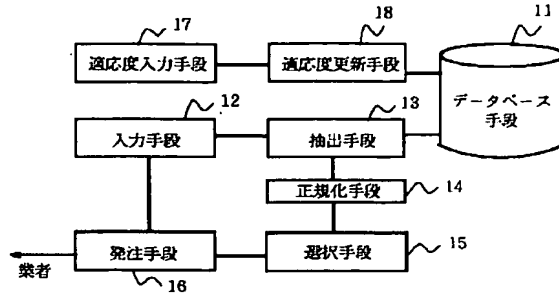 17
18
11
適応度入力手段
適応度更新手段
データベース
手段
12
13
入力手段
抽出手段
正規化手段
14
発注手段
選択手段
15
業者
16